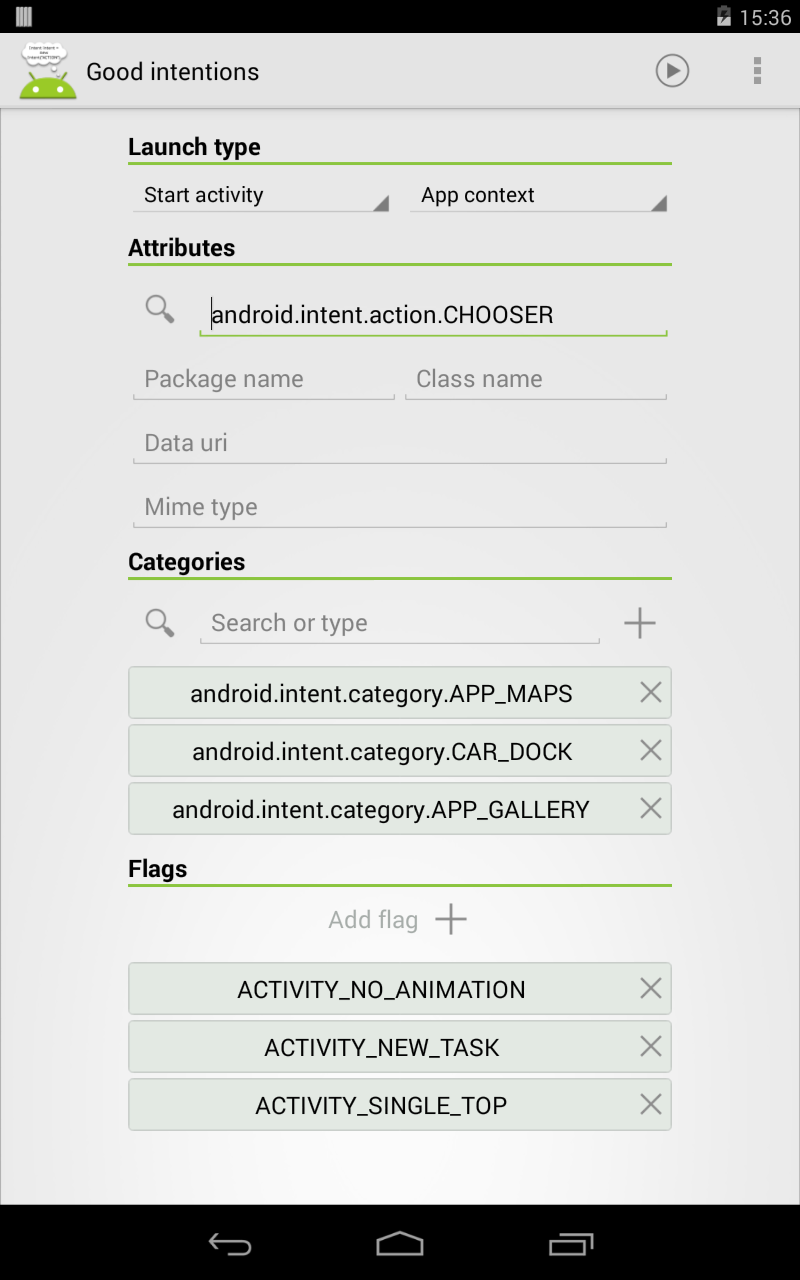 15:36
Good intentions
Launch type
Start activity App context
Attributes
android.intent.action.CHOOSER
Package name Class name
Data uri
Mime type
Categories
Search or type
android.intent.category.APP_MAPS
android.intent.category.CAR_DOCK
android.intent.category.APP_GALLERY
Flags
Add flag
ACTIVITY_NO_ANIMATION
ACTIVITY_NEW_TASK
ACTIVITY_SINGLE_TOP